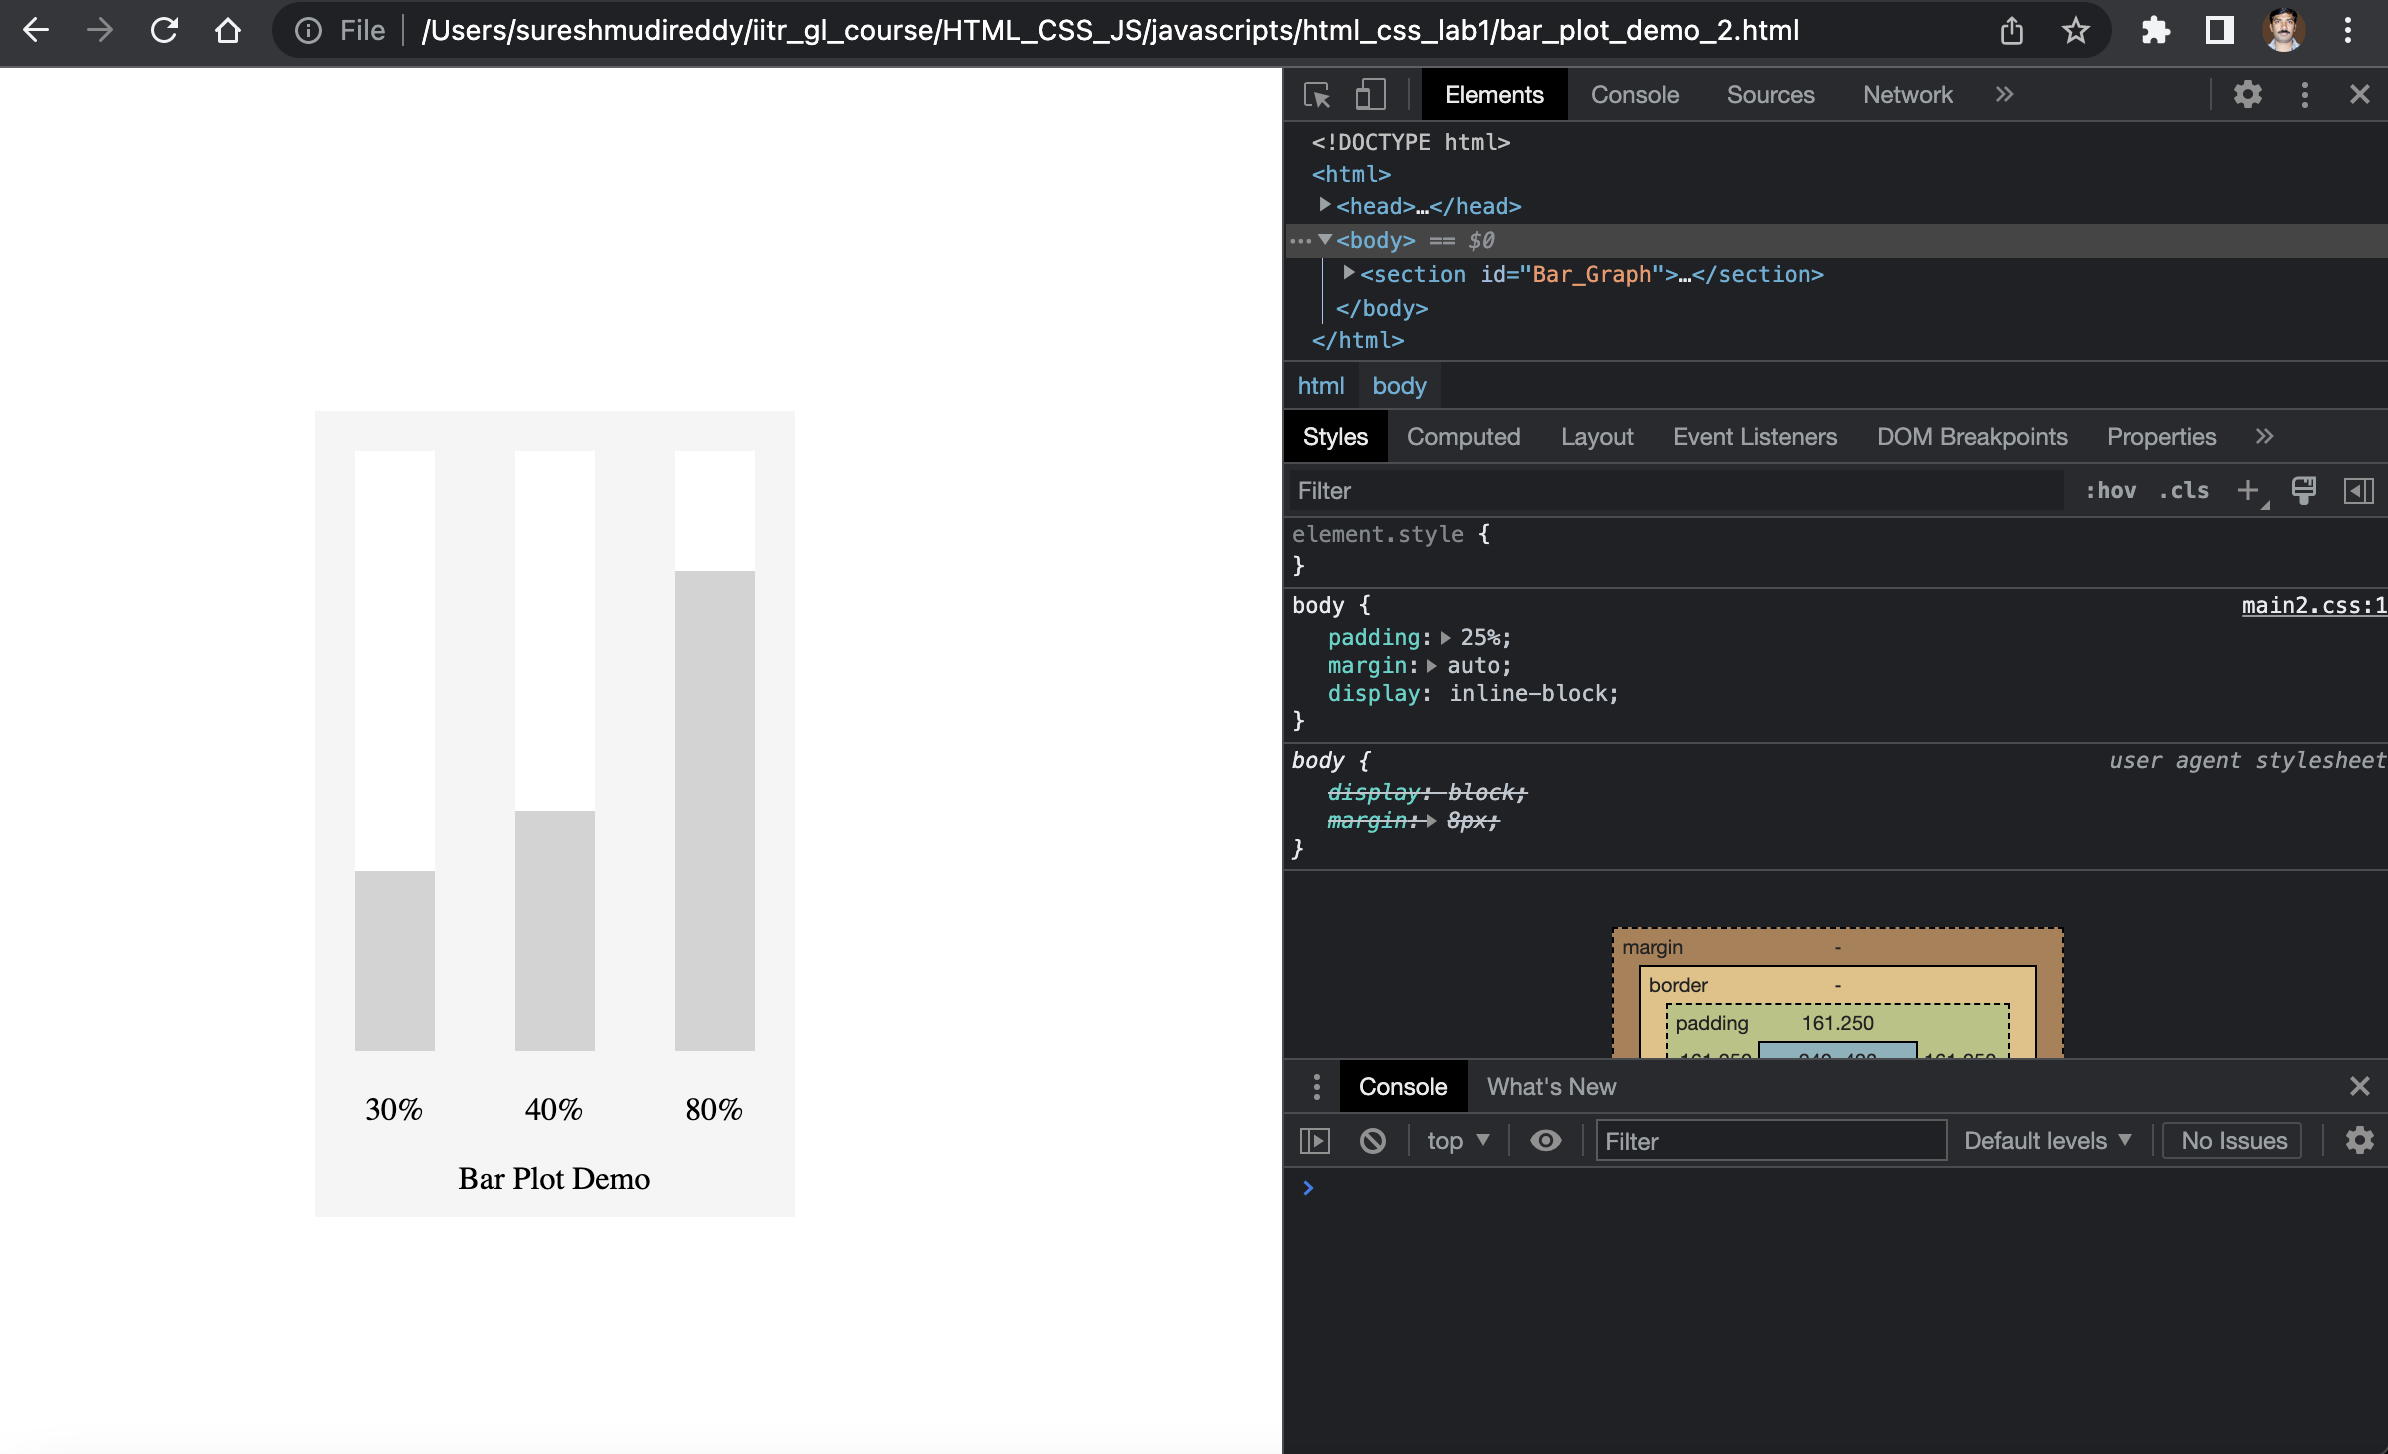 File /Users/sureshmudireddy/iitr_gl_course/HTML_CSS_JS/javascripts/html_css_lab1/bar_plot_demo_2.html
30% 40% 80%
Bar Plot Demo
Elements Console Sources Network »
<!DOCTYPE html>
<html>
<head>…</head>
<body> == $0
<section id="Bar_Graph">…</section>
</body>
</html>
html body
Styles Computed Layout Event Listeners DOM Breakpoints Properties »
Filter :hov .cls +
element.style {
}
body { main2.css:1
padding: 25%;
margin: auto;
display: inline-block;
}
body { user agent stylesheet
display: block;
margin: 8px;
}
margin -
border -
padding 161.250
Console What's New
top Filter Default levels No Issues